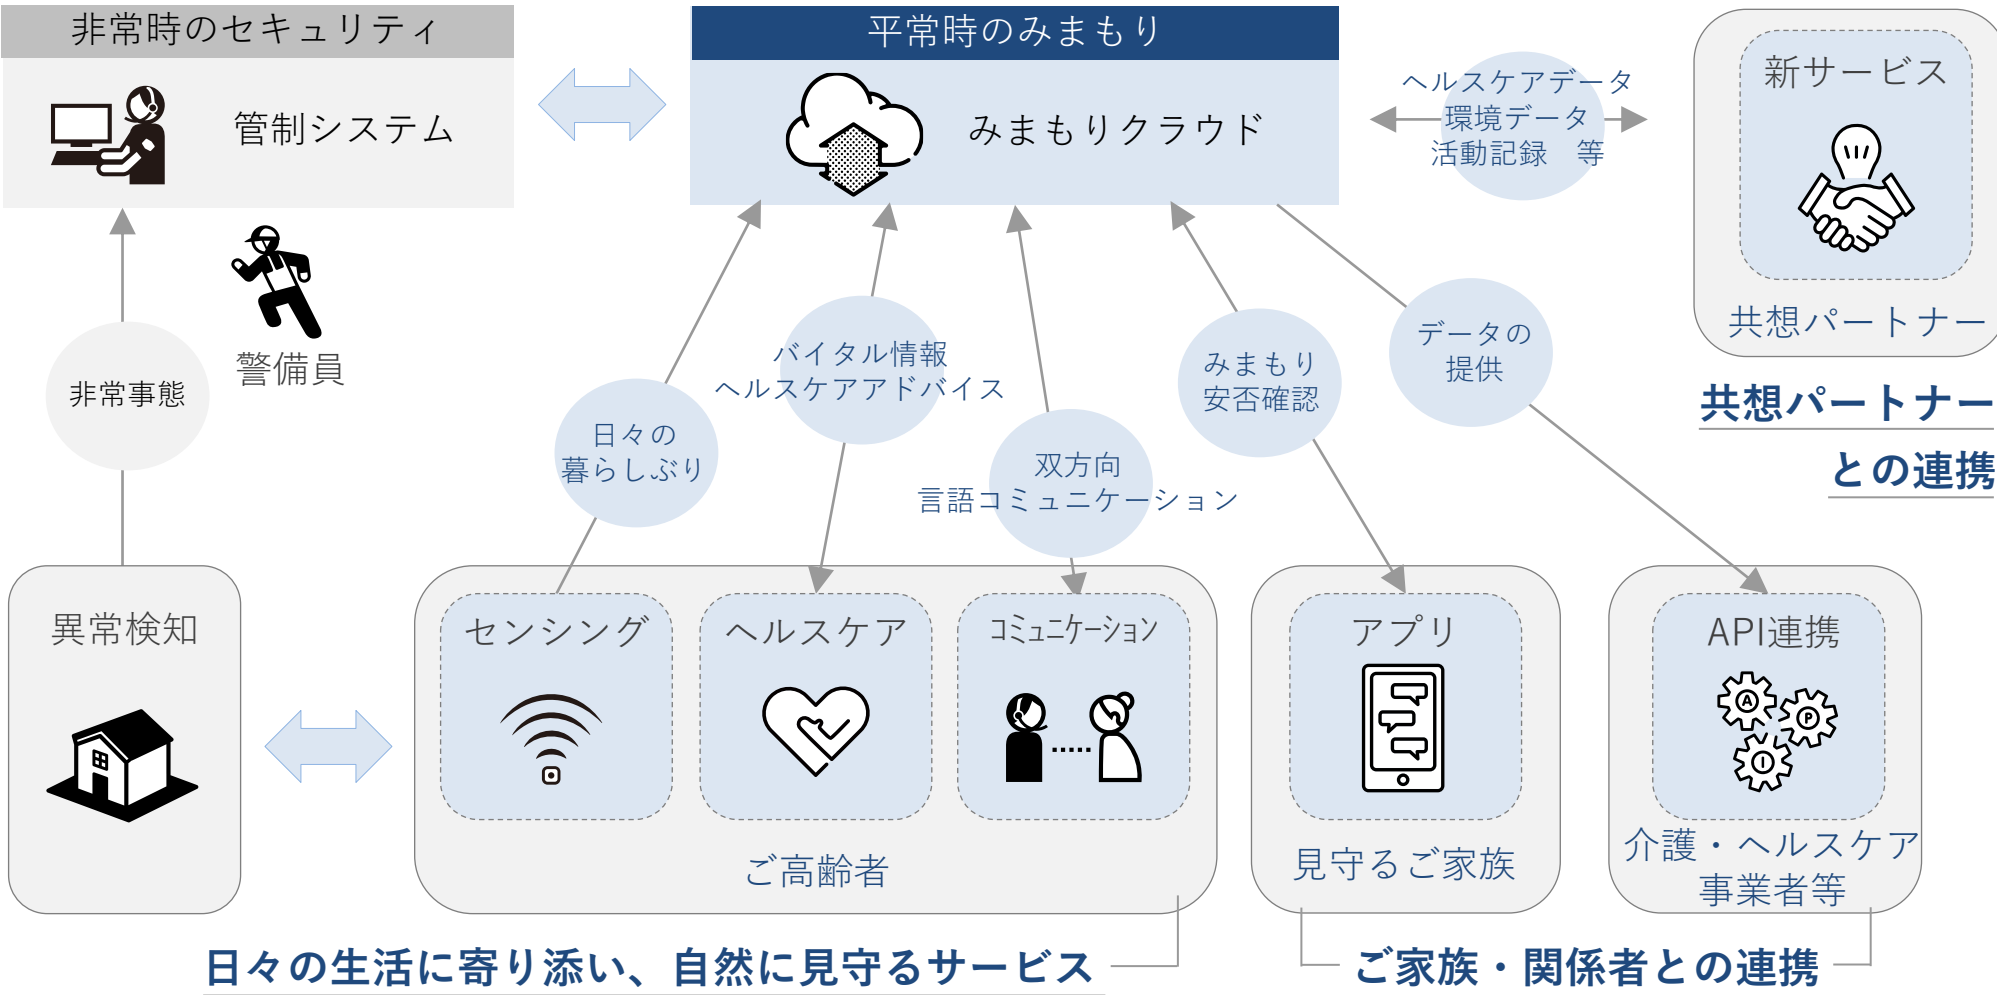 非常時のセキュリティ
管制システム
平常時のみまもり
みまもりクラウド
ヘルスケアデータ
環境データ
活動記録　等
新サービス
共想パートナー
共想パートナー
との連携
警備員
非常事態
日々の
暮らしぶり
バイタル情報
ヘルスケアアドバイス
双方向
言語コミュニケーション
みまもり
安否確認
データの
提供
異常検知
センシング
ヘルスケア
コミュニケーション
ご高齢者
アプリ
見守るご家族
API連携
A
P
I
介護・ヘルスケア
事業者等
日々の生活に寄り添い、自然に見守るサービス
ご家族・関係者との連携